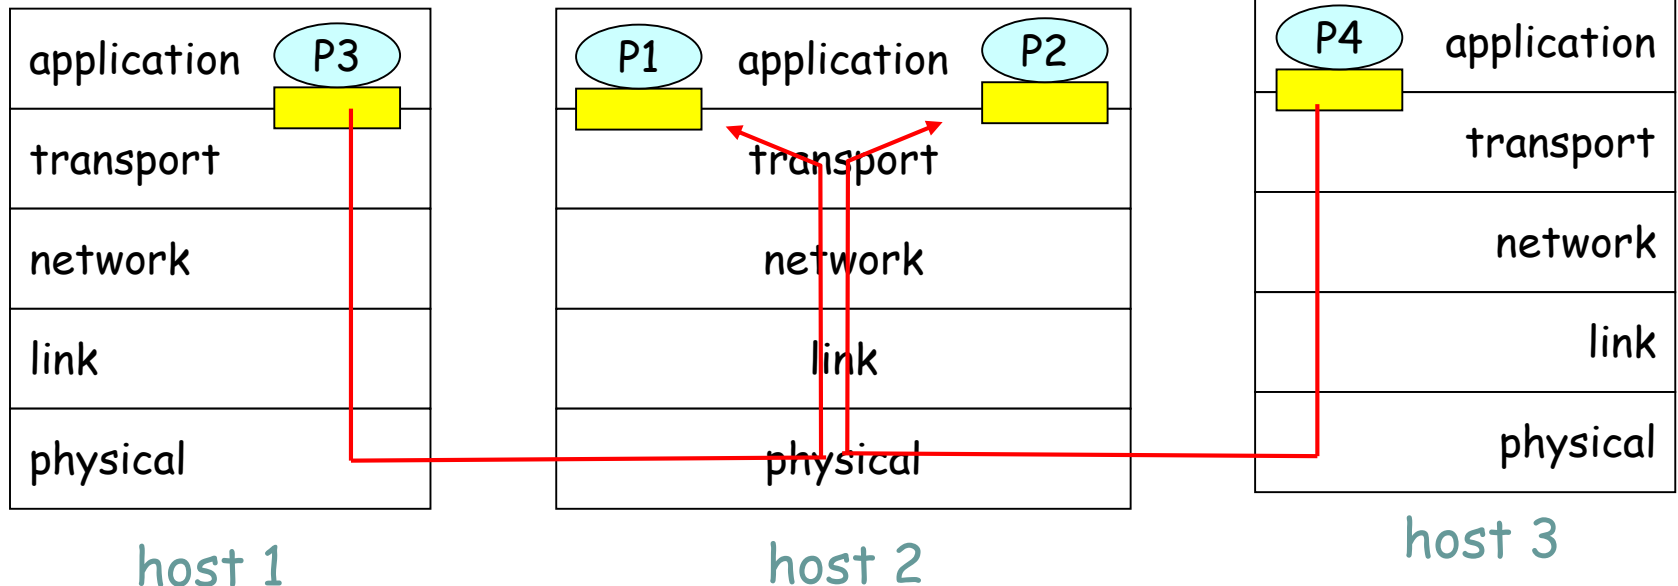 application
P3
transport
network
link
physical
host 1
P1
application
P2
transport
network
link
physical
host 2
P4
application
transport
network
link
physical
host 3